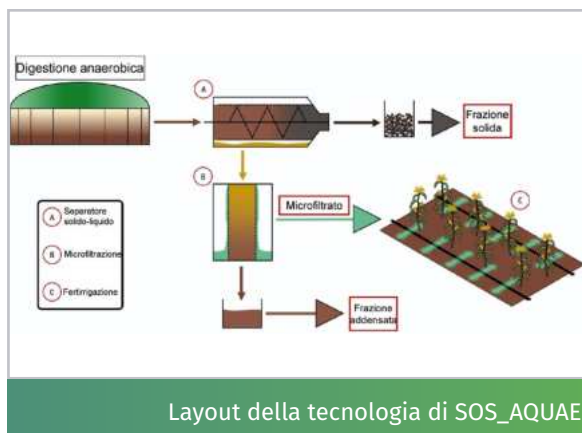 Digestione anaerobica
A
Frazione
solida
B
Microfiltrato
C
A Separatore
solido-liquido
B Microfiltrazione
C Fertirrigazione
Frazione
addensata
Layout della tecnologia di SOS_AQUAE